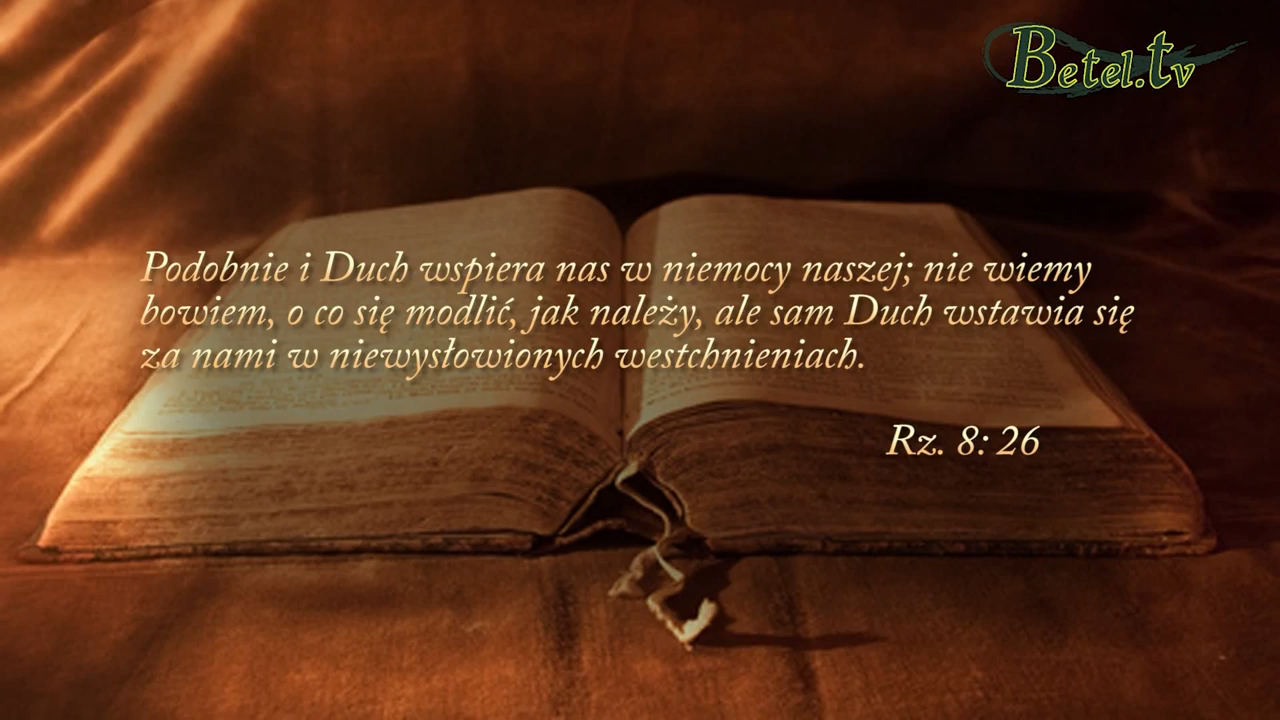 Betel.tv
Podobnie i Duch wspiera nas w niemocy naszej; nie wiemy
bowiem, o co się modlić, jak należy, ale sam Duch wstawia się
za nami w niewysłowionych westchnieniach.
Rz. 8: 26